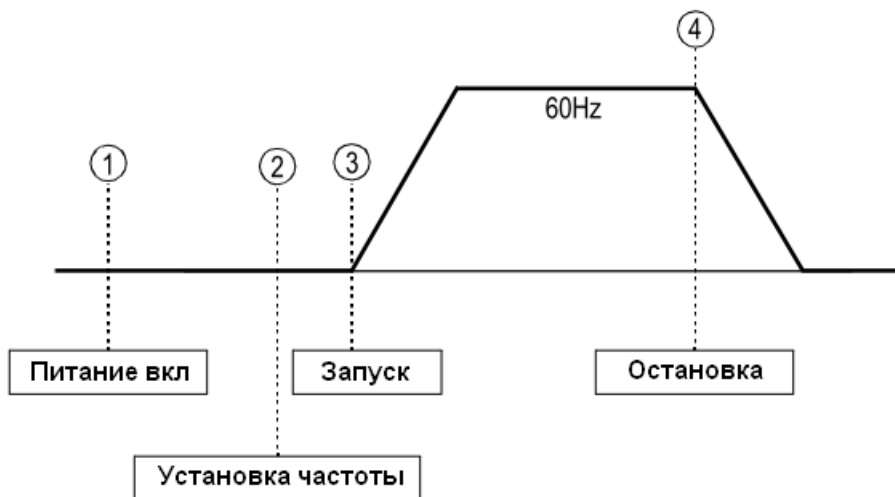 4
60Hz
1
2
3
Питание вкл
Запуск
Остановка
Установка частоты